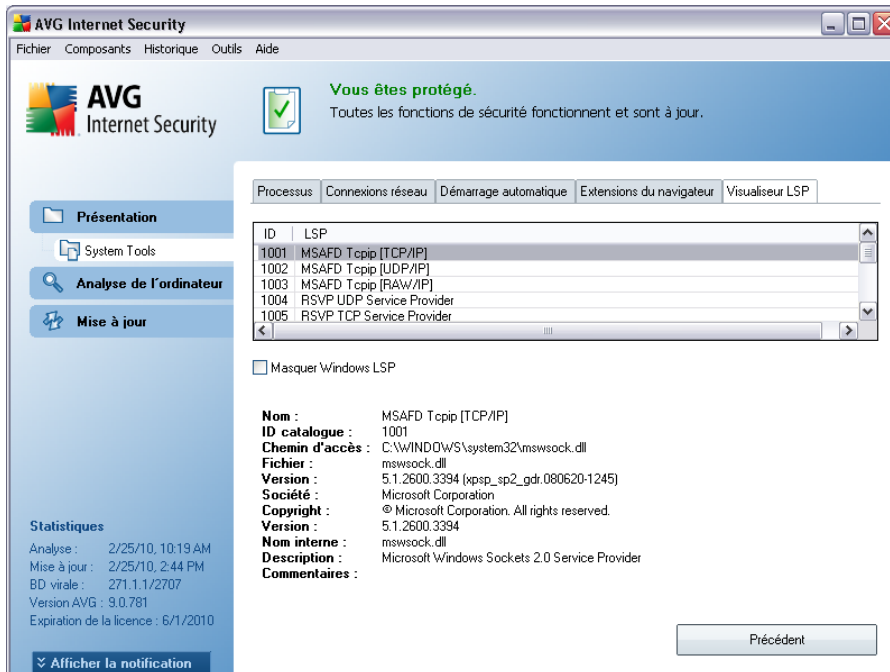 AVG Internet Security
Fichier Composants Historique Outils Aide
AVG
Internet Security
Vous êtes protégé.
Toutes les fonctions de sécurité fonctionnent et sont à jour.
Présentation
System Tools
Analyse de l'ordinateur
Mise à jour
Processus Connexions réseau Démarrage automatique Extensions du navigateur Visualiseur LSP
ID LSP
1001 MSAFD Tcpip [TCP/IP]
1002 MSAFD Tcpip [UDP/IP]
1003 MSAFD Tcpip [RAW/IP]
1004 RSVP UDP Service Provider
1005 RSVP TCP Service Provider
Masquer Windows LSP
Nom : MSAFD Tcpip [TCP/IP]
ID catalogue : 1001
Chemin d'accès : C:\WINDOWS\system32\mswsock.dll
Fichier : mswsock.dll
Version : 5.1.2600.3394 (xpsp_sp2_gdr.080620-1245)
Société : Microsoft Corporation
Copyright : © Microsoft Corporation. All rights reserved.
Version : 5.1.2600.3394
Nom interne : mswsock.dll
Description : Microsoft Windows Sockets 2.0 Service Provider
Commentaires :
Statistiques
Analyse : 2/25/10, 10:19 AM
Mise à jour : 2/25/10, 2:44 PM
BD virale : 271.1.1/2707
Version AVG : 9.0.781
Expiration de la licence : 6/1/2010
Afficher la notification
Précédent